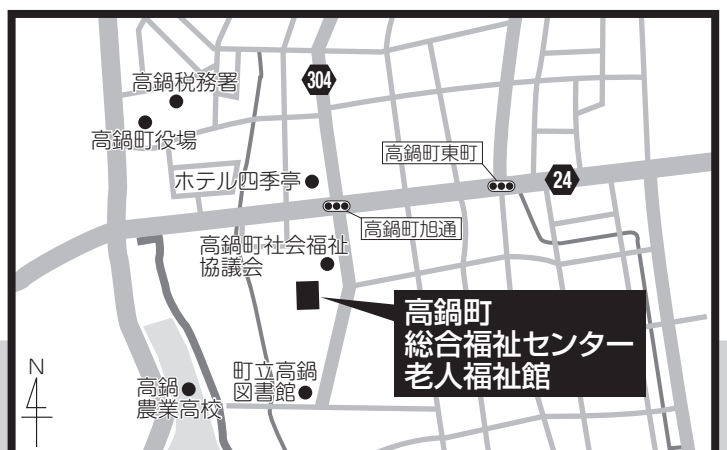 304
高鍋税務署
高鍋町役場
高鍋町東町
ホテル四季亭
24
高鍋町旭通
高鍋町社会福祉
協議会
高鍋町
総合福祉センター
老人福祉館
町立高鍋
図書館
高鍋
農業高校
N